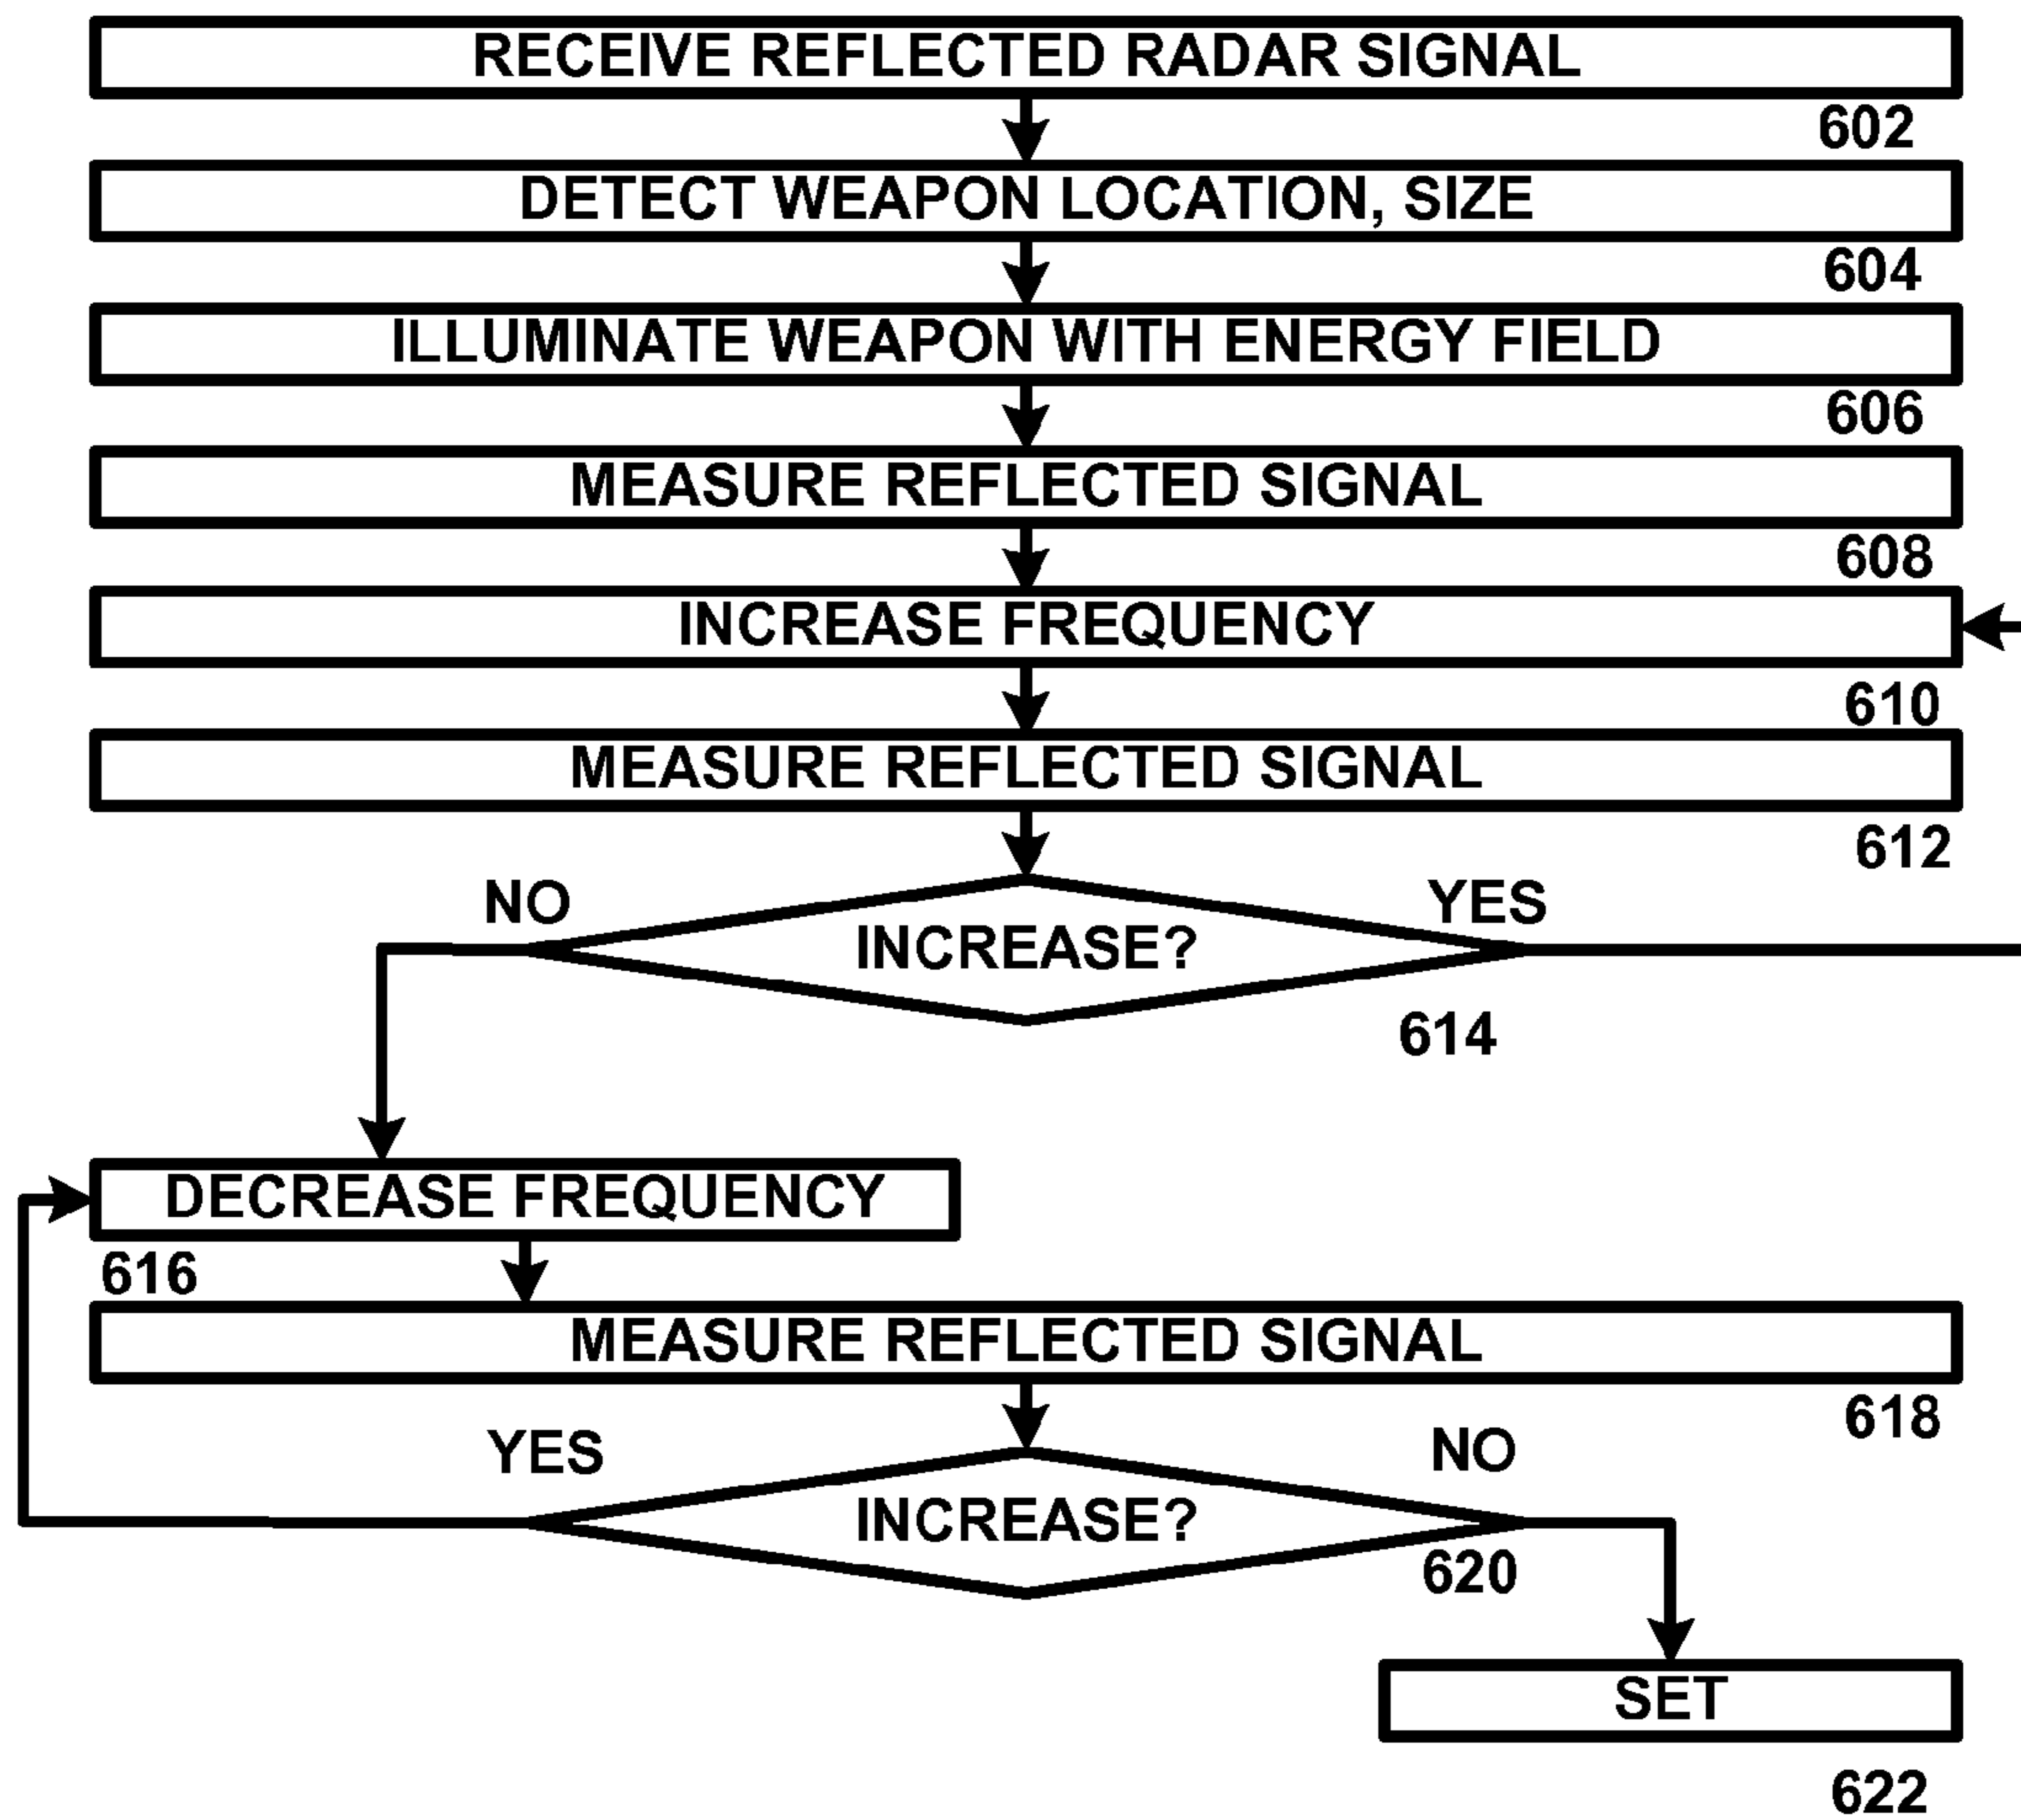 RECEIVE REFLECTED RADAR SIGNAL
602
DETECT WEAPON LOCATION, SIZE
604
ILLUMINATE WEAPON WITH ENERGY FIELD
606
MEASURE REFLECTED SIGNAL
608
INCREASE FREQUENCY
610
MEASURE REFLECTED SIGNAL
612
NO
YES
INCREASE?
614
DECREASE FREQUENCY
616
MEASURE REFLECTED SIGNAL
618
YES
NO
INCREASE?
620
SET
622